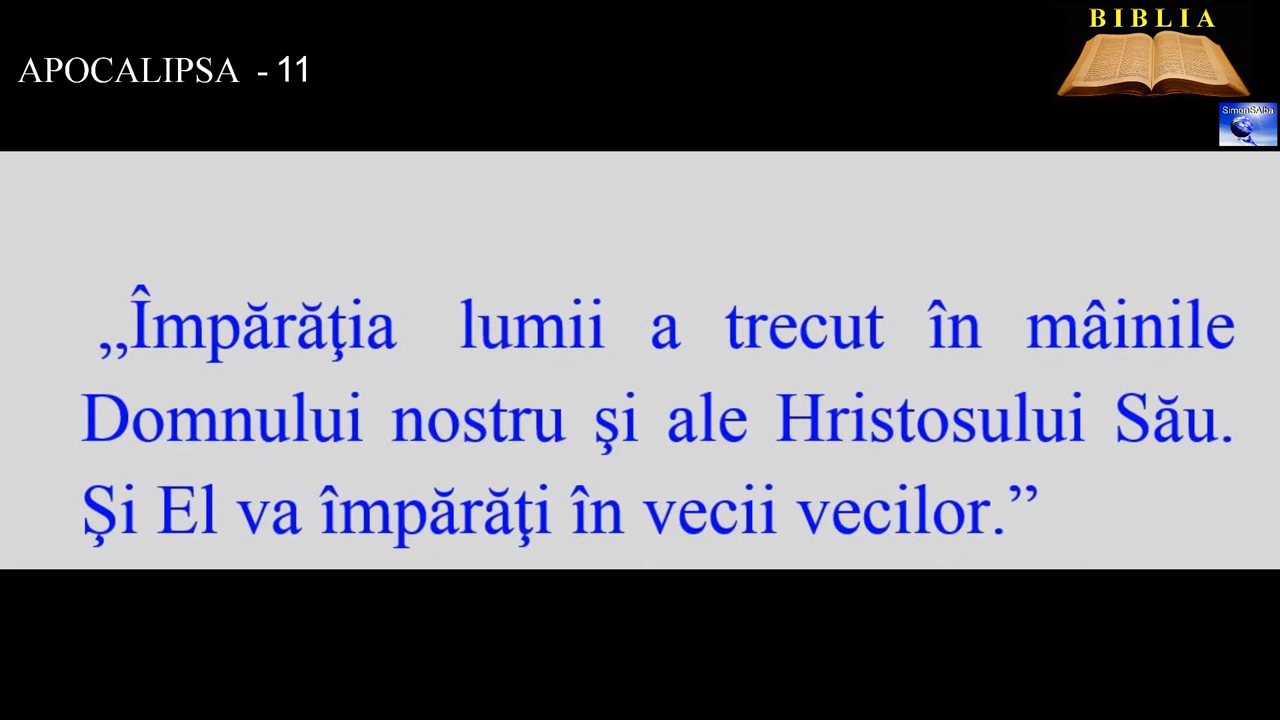 BIBLIA
APOCALIPSA - 11
SimonSAlba
„Împărăţia lumii a trecut în mâinile
Domnului nostru şi ale Hristosului Său.
Şi El va împărăţi în vecii vecilor.”